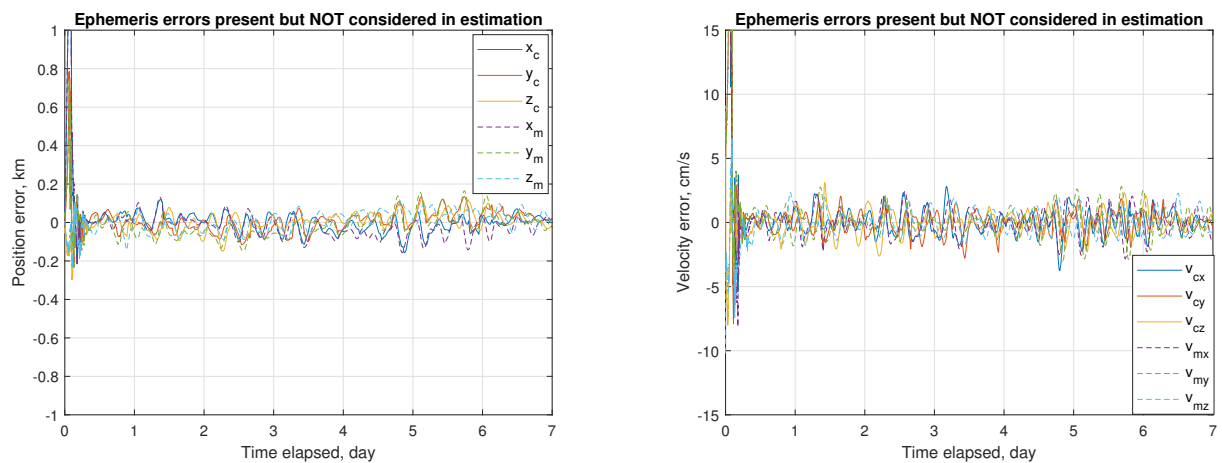 Ephemeris errors present but NOT considered in estimation
1
0.8
0.6
0.4
0.2
0
-0.2
-0.4
-0.6
-0.8
-1
Position error, km
0 1 2 3 4 5 6 7
Time elapsed, day
x_c
y_c
z_c
x_m
y_m
z_m
Ephemeris errors present but NOT considered in estimation
15
10
5
0
-5
-10
-15
Velocity error, cm/s
0 1 2 3 4 5 6 7
Time elapsed, day
v_cx
v_cy
v_cz
v_mx
v_my
v_mz